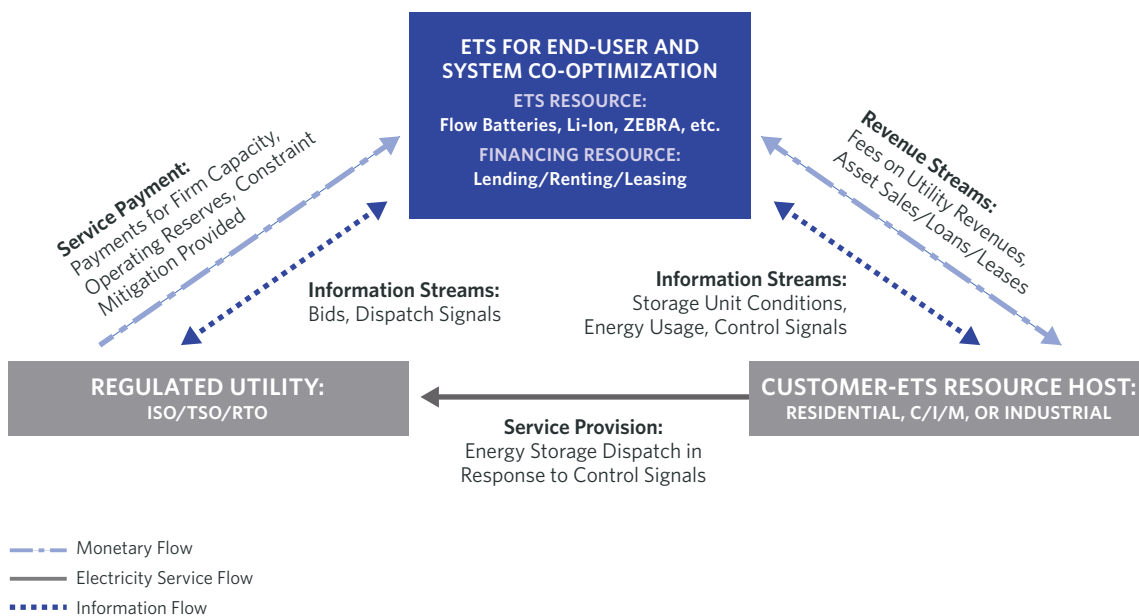 ETS FOR END-USER AND
SYSTEM CO-OPTIMIZATION
ETS RESOURCE:
Flow Batteries, Li-Ion, ZEBRA, etc.
FINANCING RESOURCE:
Lending/Renting/Leasing
Service Payment:
Payments for Firm Capacity,
Operating Reserves, Constraint
Mitigation Provided
Revenue Streams:
Fees on Utility Revenues,
Asset Sales/Loans/Leases
Information Streams:
Bids, Dispatch Signals
Information Streams:
Storage Unit Conditions,
Energy Usage, Control Signals
REGULATED UTILITY:
ISO/TSO/RTO
CUSTOMER-ETS RESOURCE HOST:
RESIDENTIAL, C/I/M, OR INDUSTRIAL
Service Provision:
Energy Storage Dispatch in
Response to Control Signals
Monetary Flow
Electricity Service Flow
Information Flow